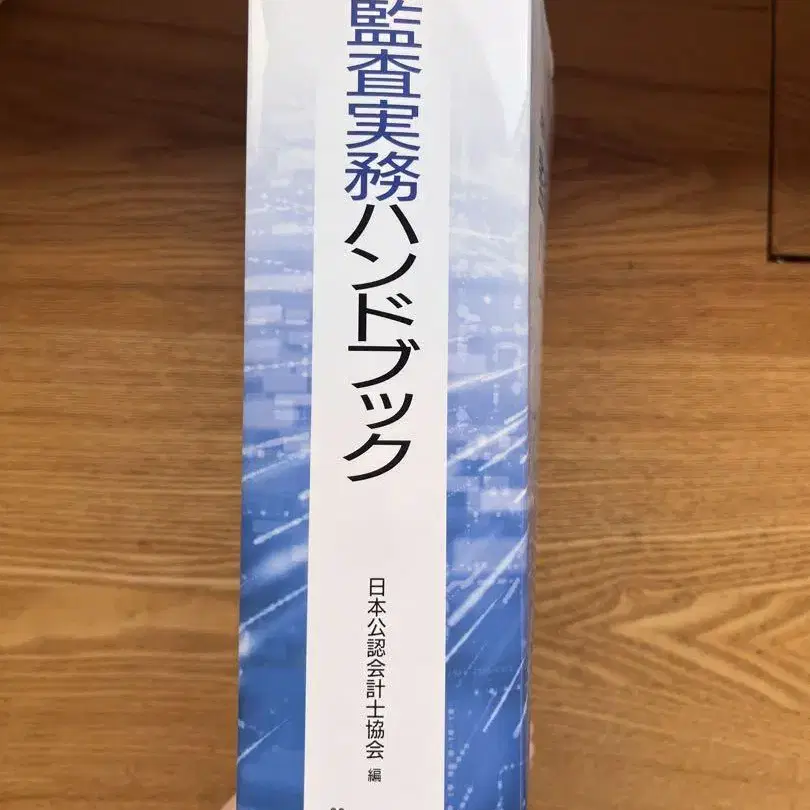 監査実務ハンドブック
日本公認会計士協会 編